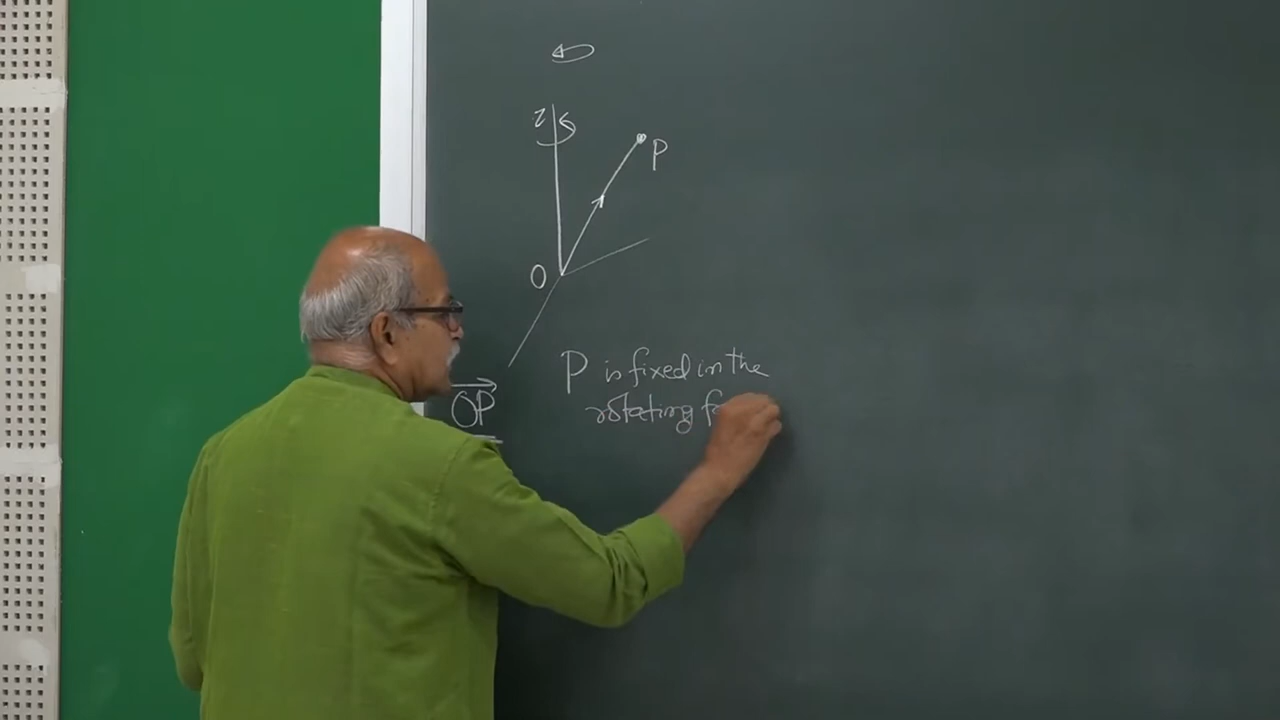 z
P
O
OP
P is fixed in the
rotating